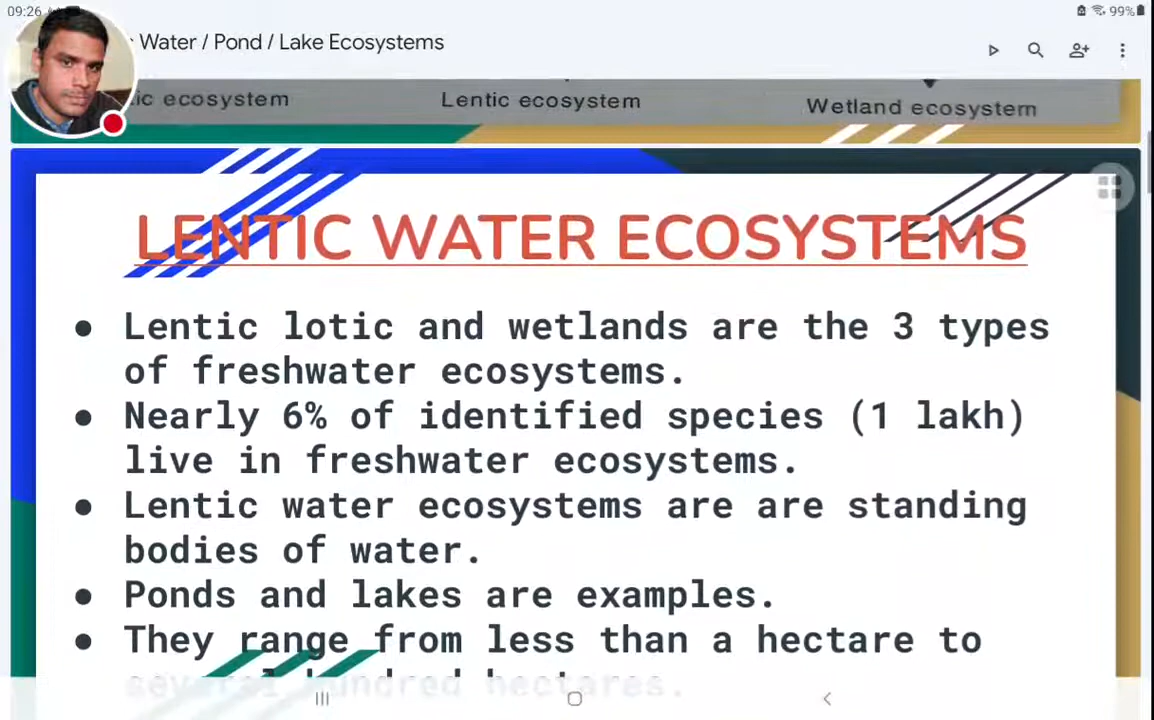 09:26
99%
Water / Pond / Lake Ecosystems
tic ecosystem
Lentic ecosystem
Wetland ecosystem
LENTIC WATER ECOSYSTEMS
● Lentic lotic and wetlands are the 3 types
of freshwater ecosystems.
● Nearly 6% of identified species (1 lakh)
live in freshwater ecosystems.
● Lentic water ecosystems are are standing
bodies of water.
● Ponds and lakes are examples.
● They range from less than a hectare to
several hundred hectares.